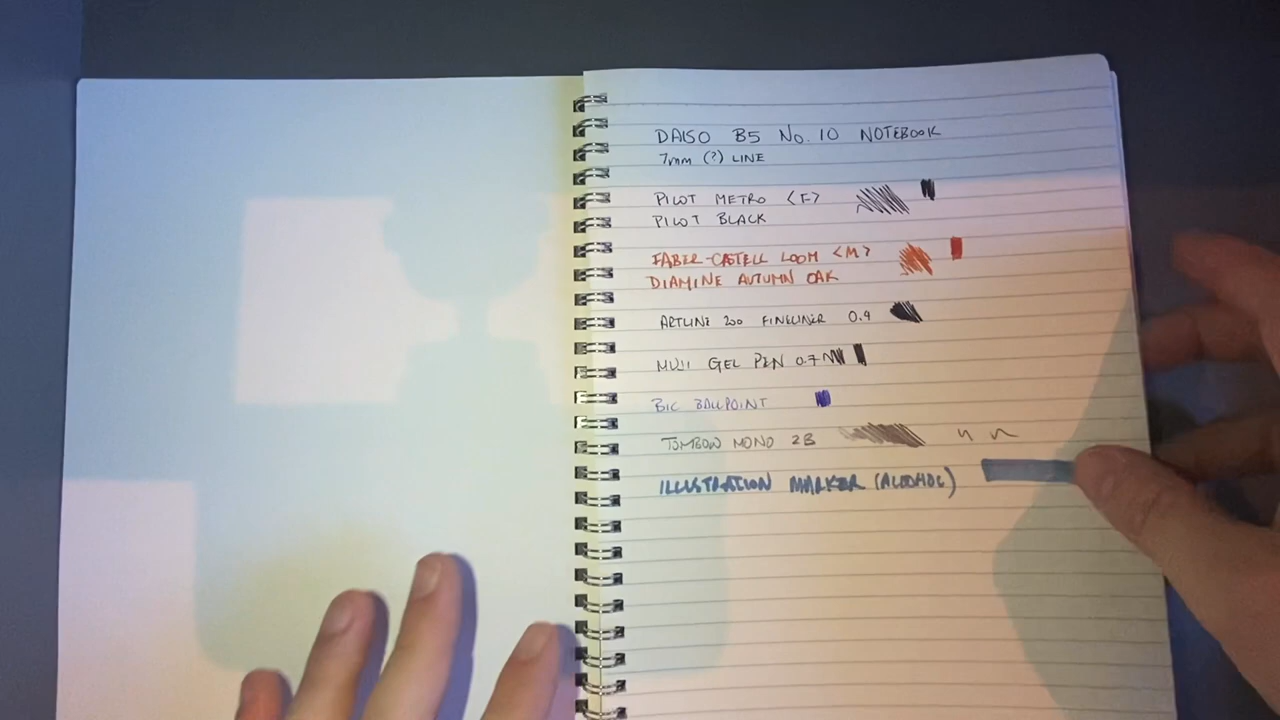 DAISO B5 No. 10 NOTEBOOK
7mm (?) LINE
PILOT METRO <F>
PILOT BLACK
FABER-CASTELL LOOM <M>
DIAMINE AUTUMN OAK
ARTLINE 200 FINELINER 0.4
MUJI GEL PEN 0.7
BIC BALLPOINT
TOMBOW MONO 2B
ILLUSTRATION MARKER (ALCOHOL)